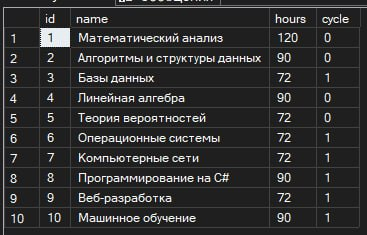 id name hours cycle
1 1 Математический анализ 120 0
2 2 Алгоритмы и структуры данных 90 0
3 3 Базы данных 72 1
4 4 Линейная алгебра 90 0
5 5 Теория вероятностей 72 0
6 6 Операционные системы 72 1
7 7 Компьютерные сети 72 1
8 8 Программирование на C# 90 1
9 9 Веб-разработка 72 1
10 10 Машинное обучение 90 1